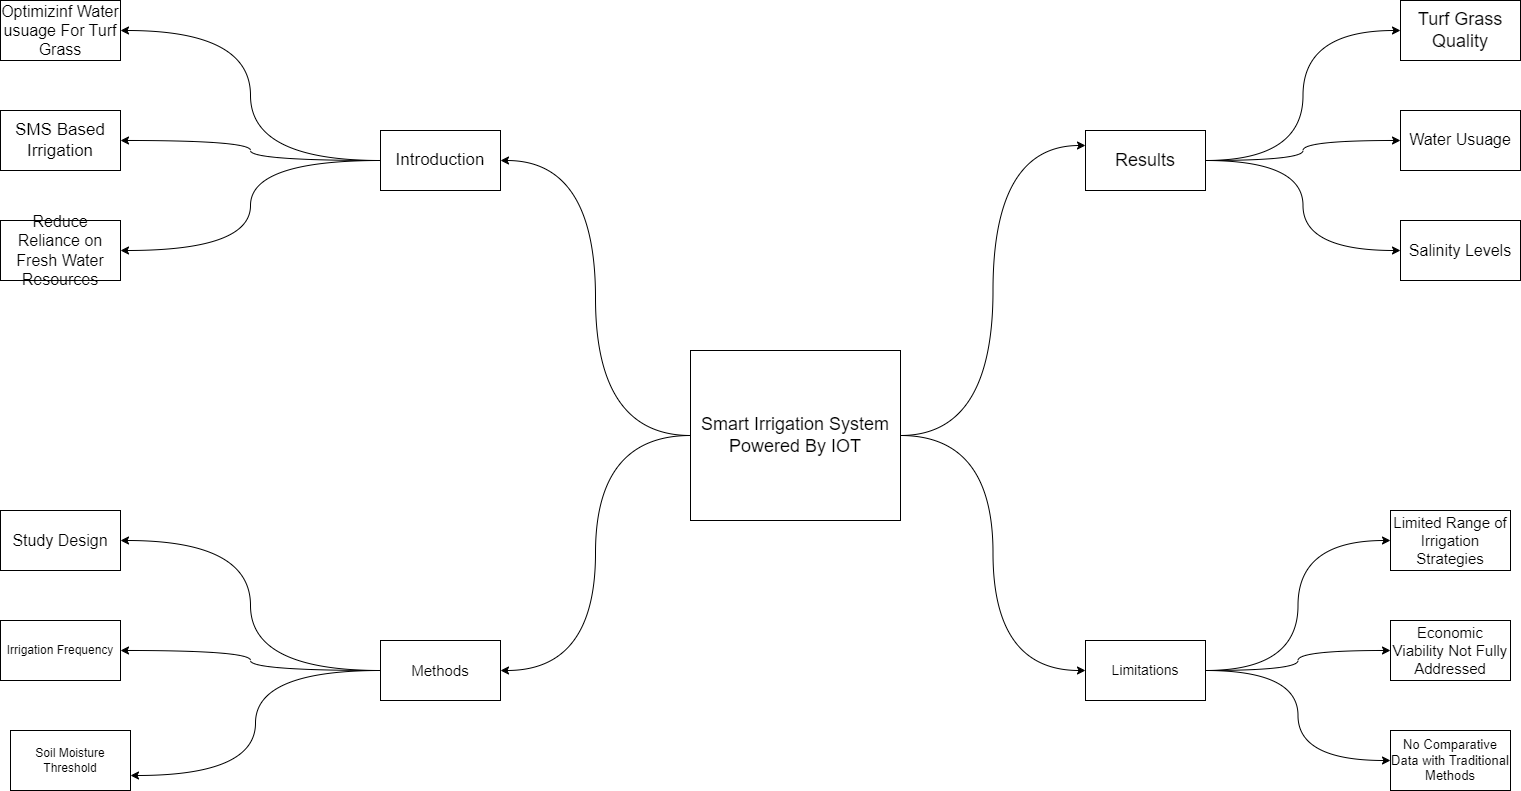 Optimizinf Water
usuage For Turf
Grass
SMS Based
Irrigation
Reduce
Reliance on
Fresh Water
Resources
Introduction
Smart Irrigation System
Powered By IOT
Results
Turf Grass
Quality
Water Usuage
Salinity Levels
Study Design
Irrigation Frequency
Soil Moisture
Threshold
Methods
Limitations
Limited Range of
Irrigation
Strategies
Economic
Viability Not Fully
Addressed
No Comparative
Data with Traditional
Methods